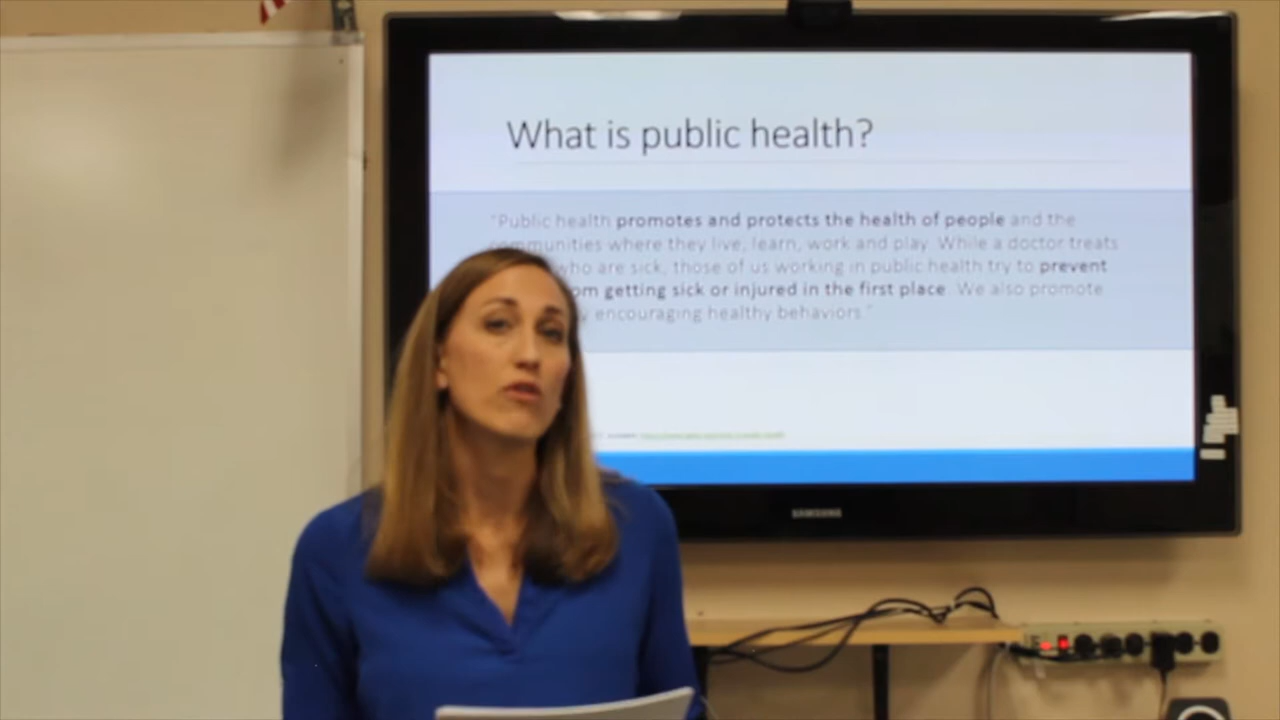 What is public health?
"Public health promotes and protects the health of people and the
communities where they live, learn, work and play. While a doctor treats
who are sick, those of us working in public health try to prevent
from getting sick or injured in the first place. We also promote
encouraging healthy behaviors."
SAMSUNG